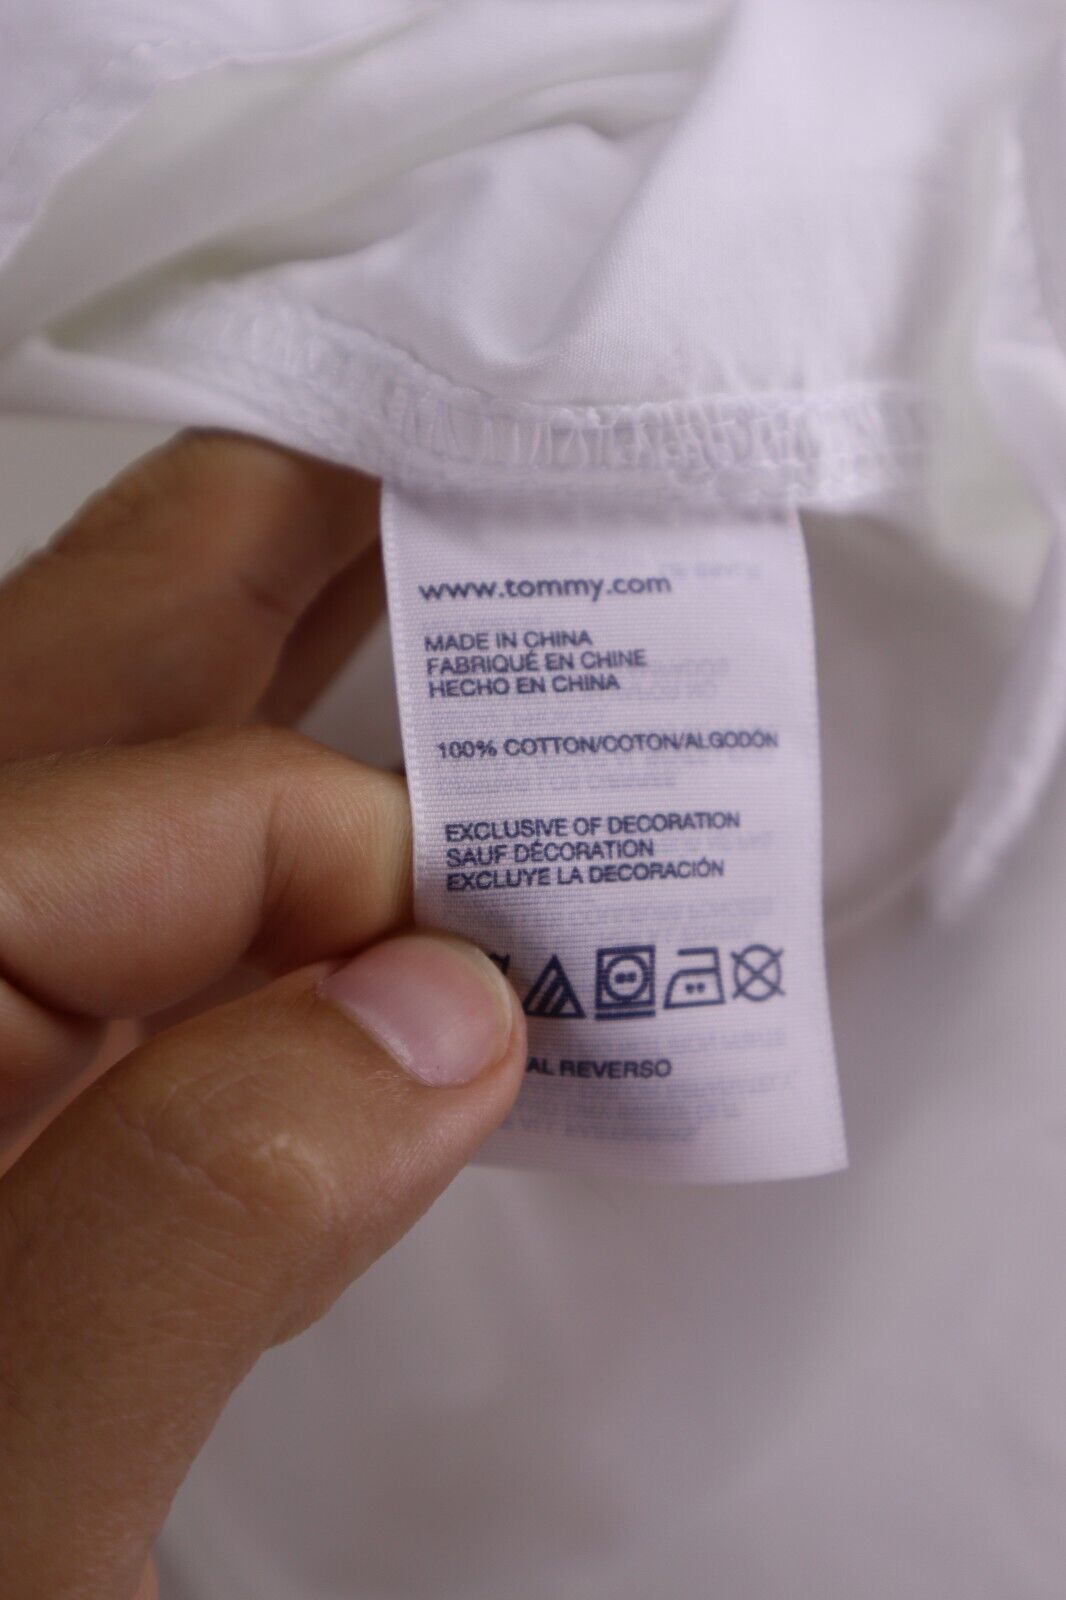 www.tommy.com
MADE IN CHINA
FABRIQUÉ EN CHINE
HECHO EN CHINA
100% COTTON/COTON/ALGODÓN
EXCLUSIVE OF DECORATION
SAUF DÉCORATION
EXCLUYE LA DECORACIÓN
AL REVERSO